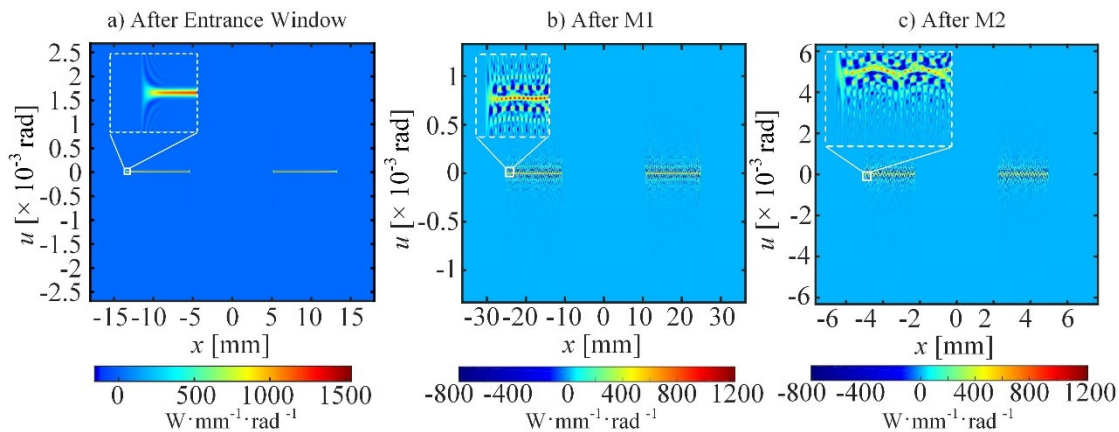 a) After Entrance Window
b) After M1
c) After M2
2.5
2
1.5
1
0.5
0
-0.5
-1
-1.5
-2
-2.5
u [× 10⁻³ rad]
-15 -10 -5 0 5 10 15
x [mm]
0 500 1000 1500
W·mm⁻¹·rad⁻¹
1
0.5
0
-0.5
-1
u [× 10⁻³ rad]
-30 -20 -10 0 10 20 30
x [mm]
-800 -400 0 400 800 1200
W·mm⁻¹·rad⁻¹
6
4
2
0
-2
-4
-6
u [× 10⁻³ rad]
-6 -4 -2 0 2 4 6
x [mm]
-800 -400 0 400 800 1200
W·mm⁻¹·rad⁻¹